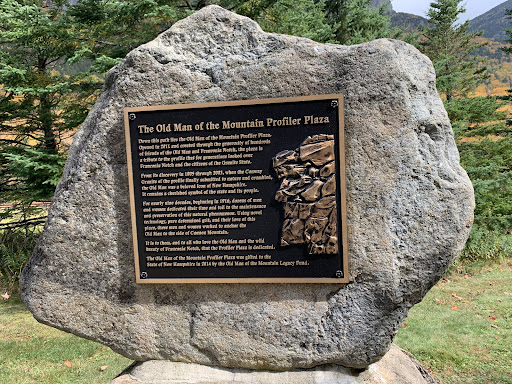 The Old Man of the Mountain Profiler Plaza
Down this path lies the Old Man of the Mountain Profiler Plaza.
Opened in 2011 and created through the generosity of hundreds
of friends of the Old Man and Franconia Notch, the plaza is
a tribute to the profile that for generations looked over
Franconia Notch and the citizens of the Granite State.
From its discovery in 1805 through 2003, when the Conway
Granite of the profile finally submitted to nature and crumbled,
the Old Man was a beloved icon of New Hampshire.
It remains a cherished symbol of the state and its people.
For nearly nine decades, beginning in 1916, dozens of men
and women dedicated their time and toil to the maintenance
and preservation of this natural phenomenon. Using novel
technology, pure determined grit, and their love of this
place, these men and women worked to anchor the
Old Man to the side of Cannon Mountain.
It is to them, and to all who love the Old Man and the wild
beauty of Franconia Notch, that the Profiler Plaza is dedicated.
The Old Man of the Mountain Profiler Plaza was gifted to the
State of New Hampshire in 2014 by the Old Man of the Mountain Legacy Fund.